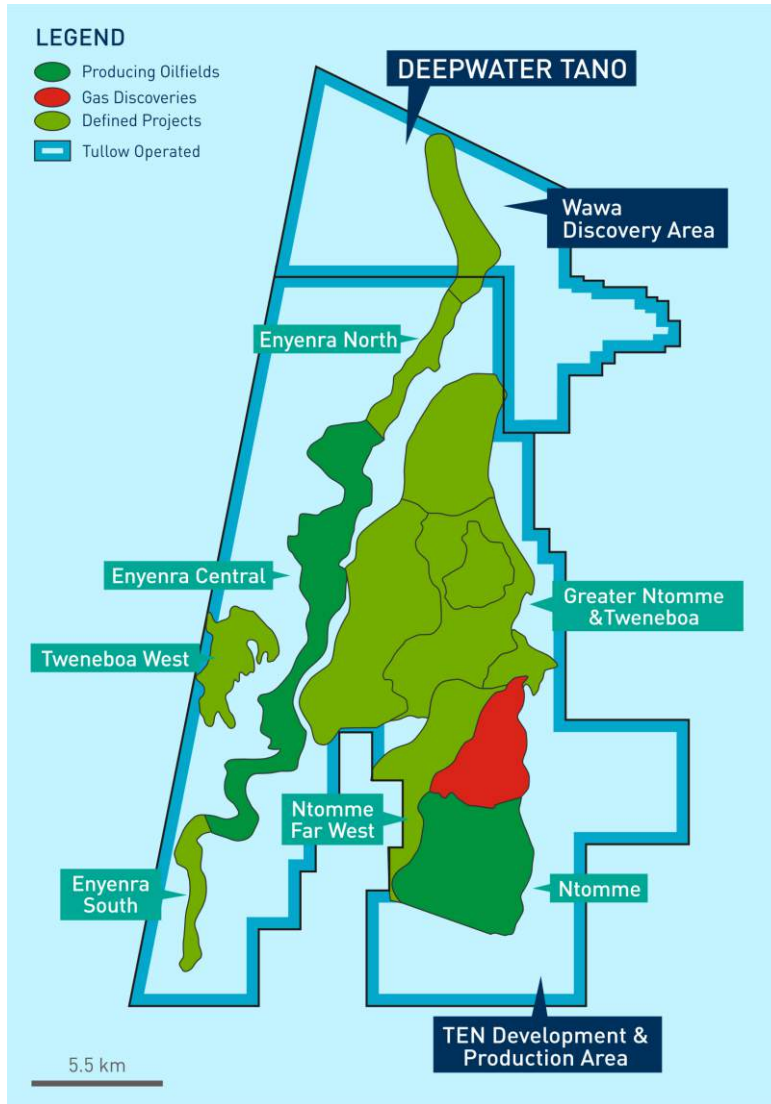 LEGEND
Producing Oilfields
Gas Discoveries
Defined Projects
Tullow Operated
DEEPWATER TANO
Wawa
Discovery Area
Enyenra North
Enyenra Central
Greater Ntomme
&Tweneboa
Tweneboa West
Ntomme
Far West
Enyenra
South
Ntomme
TEN Development &
Production Area
5.5 km